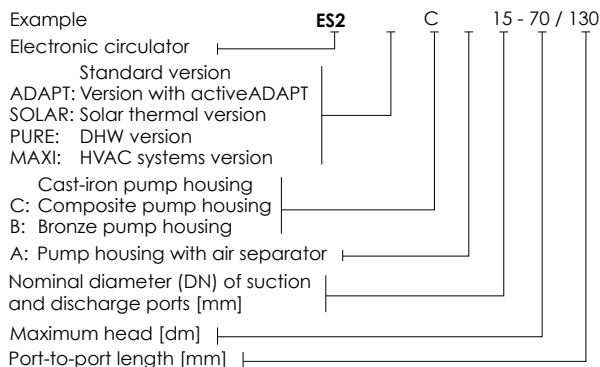 Example ES2 C 15 - 70 / 130
Electronic circulator
Standard version
ADAPT: Version with activeADAPT
SOLAR: Solar thermal version
PURE: DHW version
MAXI: HVAC systems version
Cast-iron pump housing
C: Composite pump housing
B: Bronze pump housing
A: Pump housing with air separator
Nominal diameter (DN) of suction
and discharge ports [mm]
Maximum head [dm]
Port-to-port length [mm]